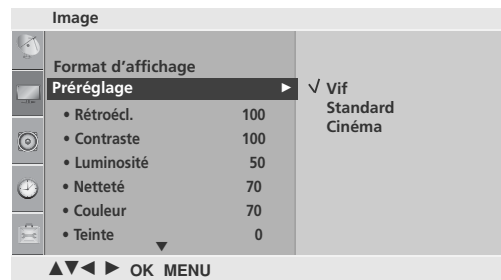 Image
Format d’affichage
Préréglage ►
• Rétroécl. 100
• Contraste 100
• Luminosité 50
• Netteté 70
• Couleur 70
• Teinte 0
▼
√ Vif
Standard
Cinéma
▲▼◄ ► OK MENU